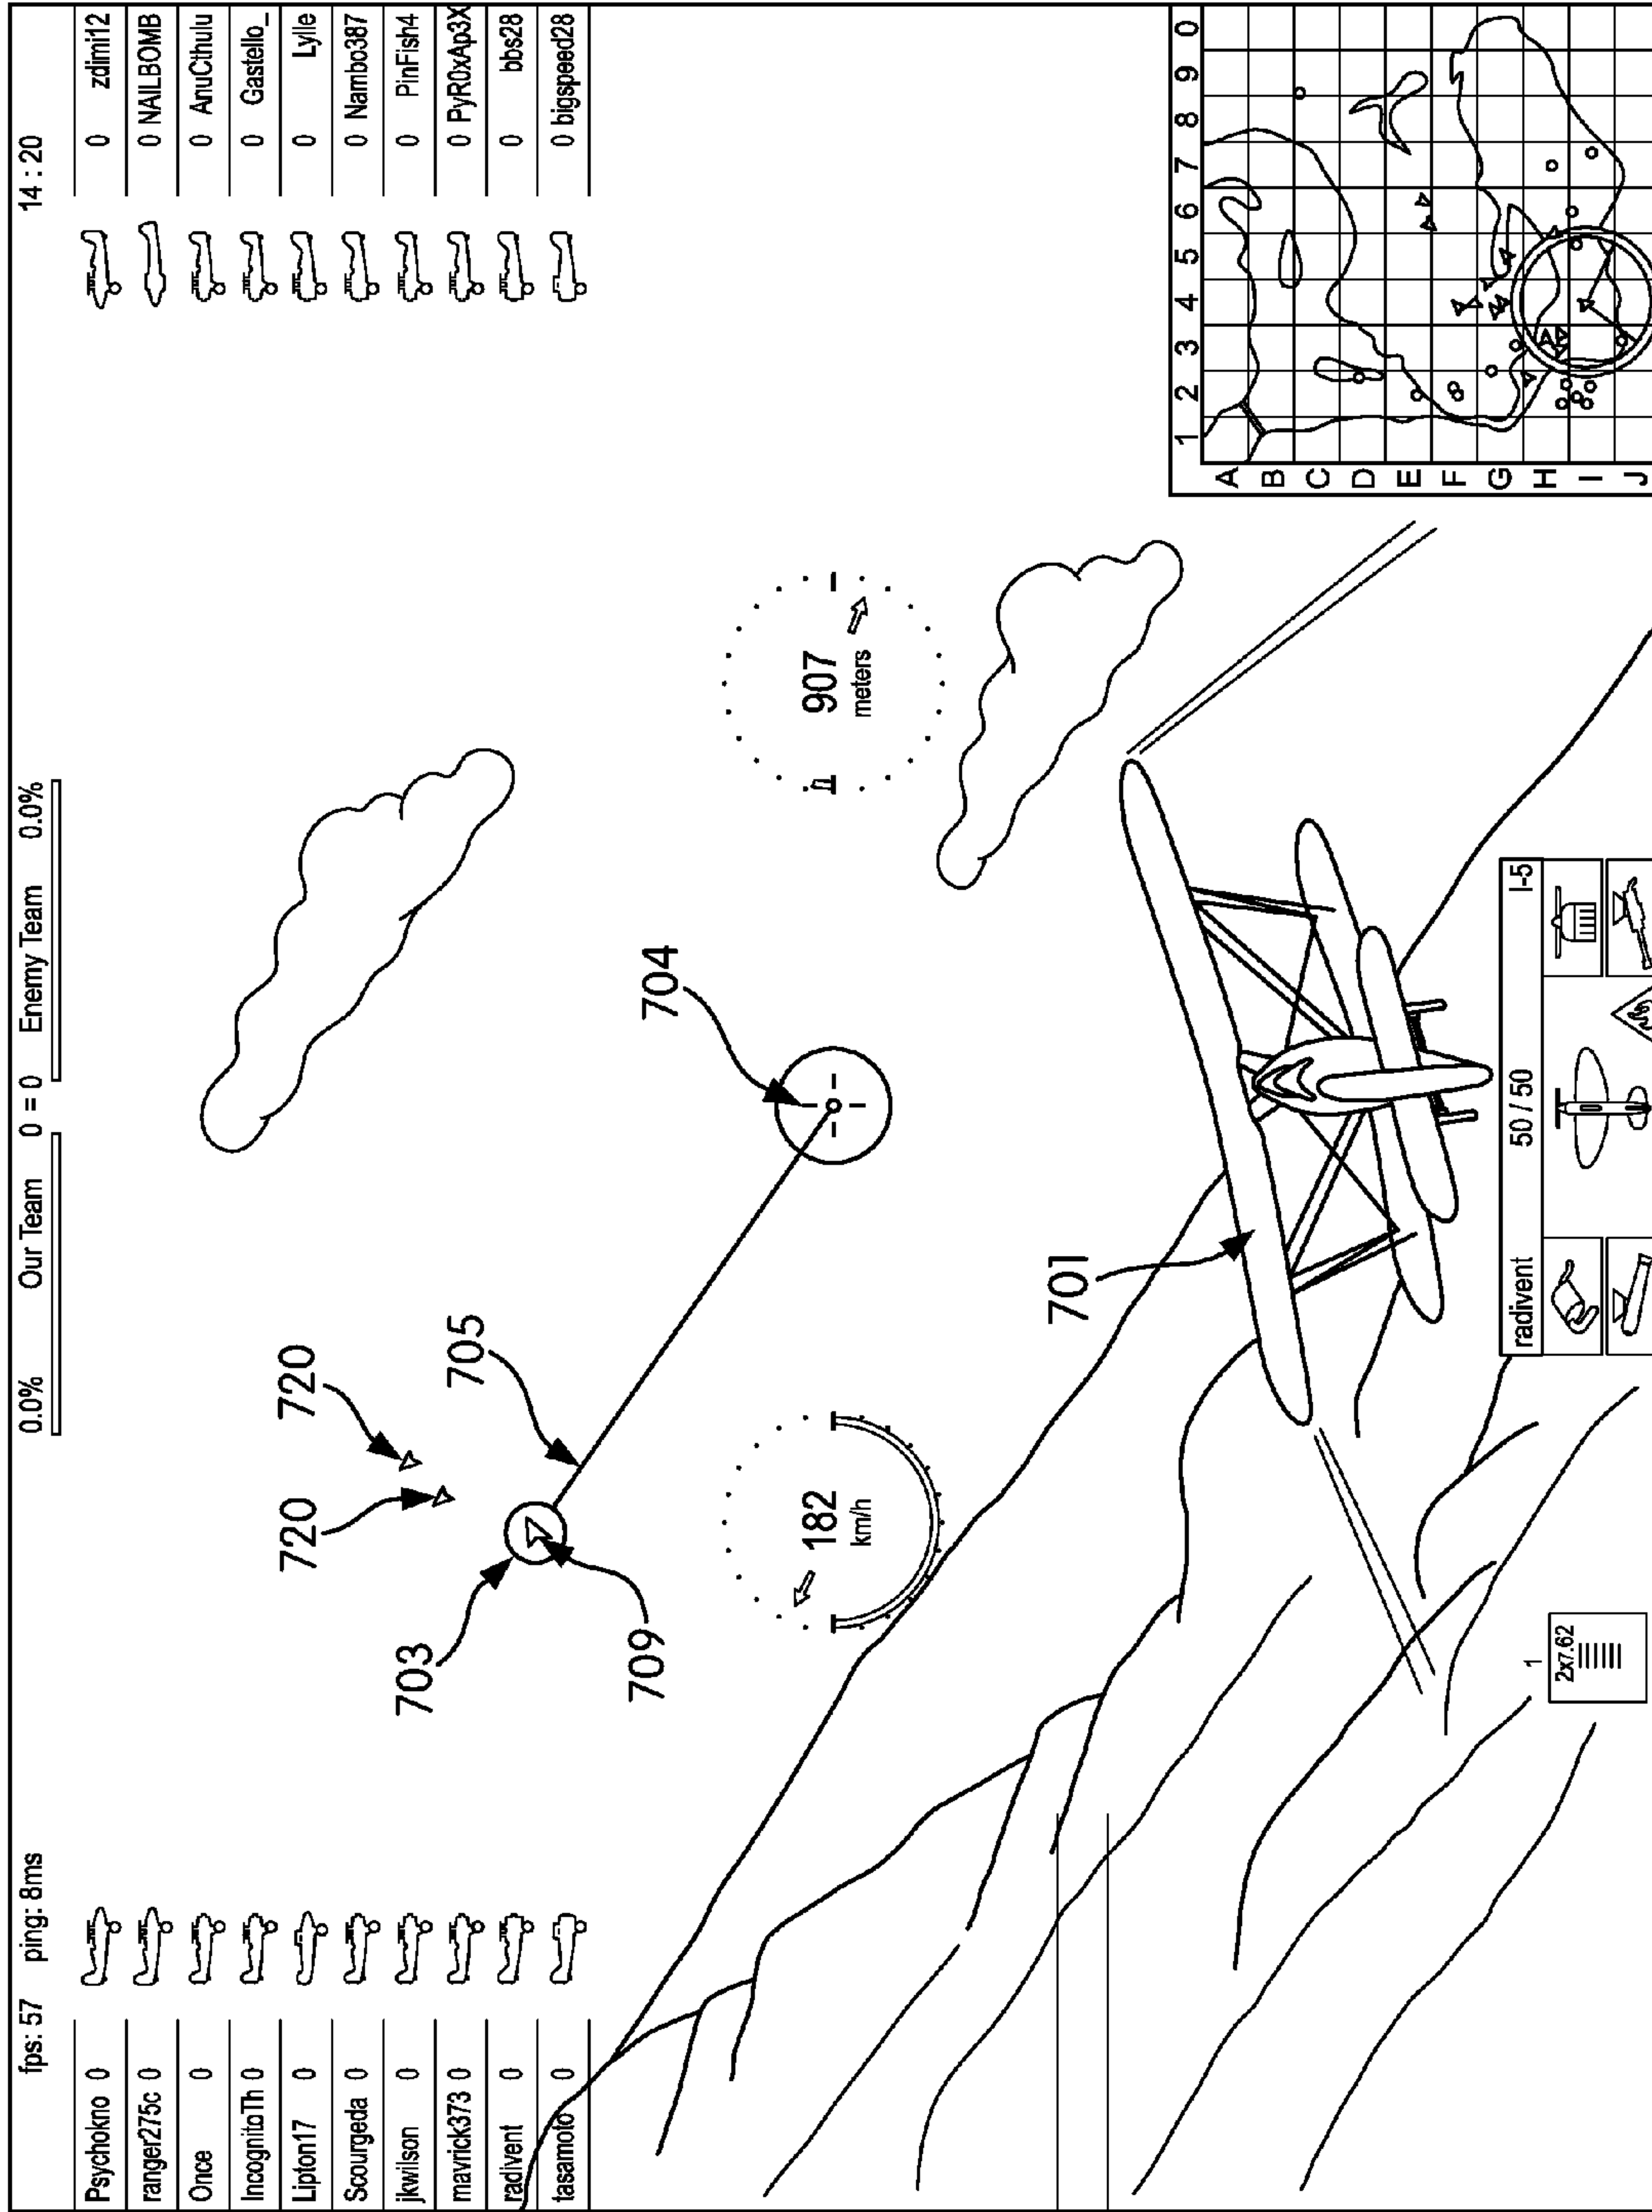 fps: 57 ping: 8ms
0.0% Our Team 0 = 0 Enemy Team 0.0%
14 : 20
Psychokno 0
ranger275c 0
Once 0
IncognitoTh 0
Lipton17 0
Scourgeda 0
jkwilson 0
mavrick373 0
radivent 0
tasamoto 0
0 zdimi12
0 NAILBOMB
0 AnuCthulu
0 Gastello_
0 Lylle
0 Nambo387
0 PinFish4
0 PyR0xAp3X
0 bbs28
0 bigspeed28
720
720
703
705
709
704
182
km/h
907
meters
701
radivent 50 / 50 I-5
1
2x7.62
1 2 3 4 5 6 7 8 9 0
A
B
C
D
E
F
G
H
I
J